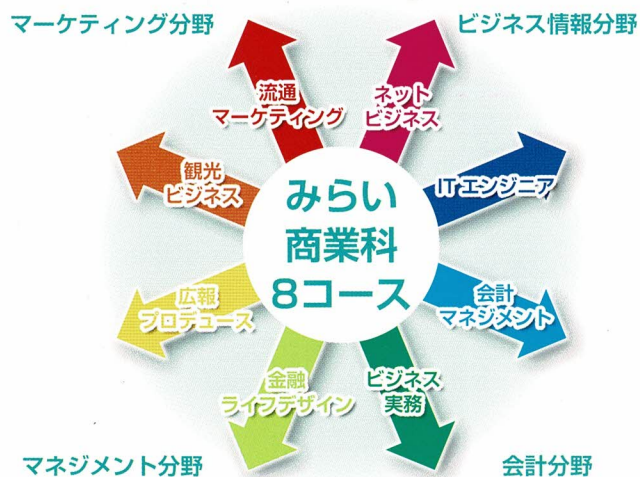 マーケティング分野
ビジネス情報分野
流通
マーケティング
ネット
ビジネス
観光
ビジネス
ITエンジニア
みらい
商業科
8コース
広報
プロデュース
会計
マネジメント
金融
ライフデザイン
ビジネス
実務
マネジメント分野
会計分野